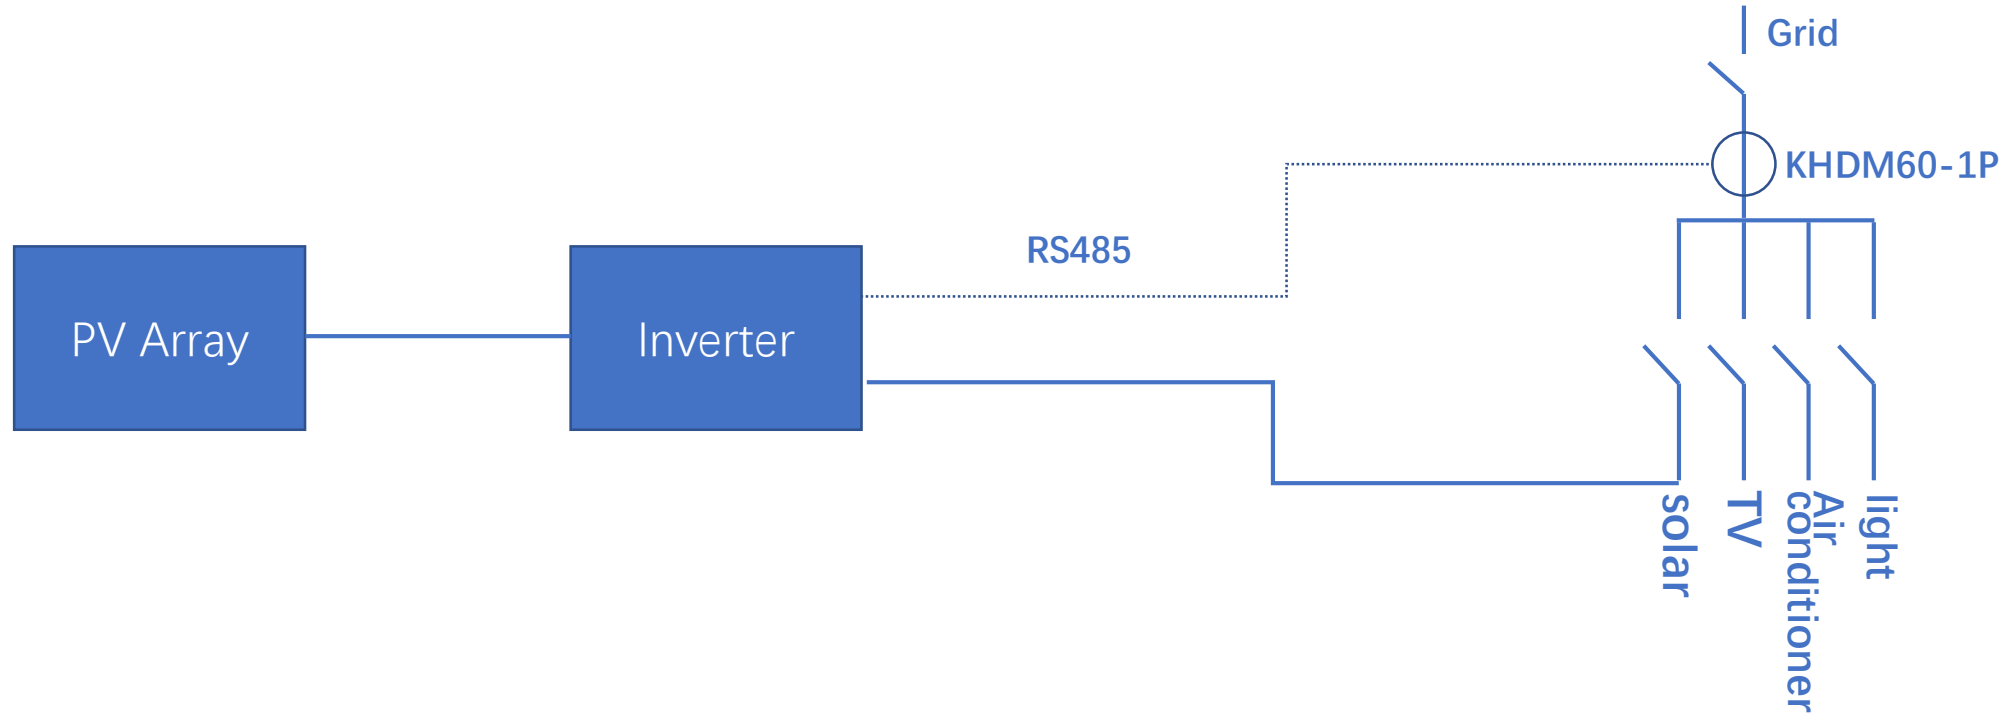 Grid
KHDM60-1P
RS485
PV Array
Inverter
solar
TV
Air
conditioner
light